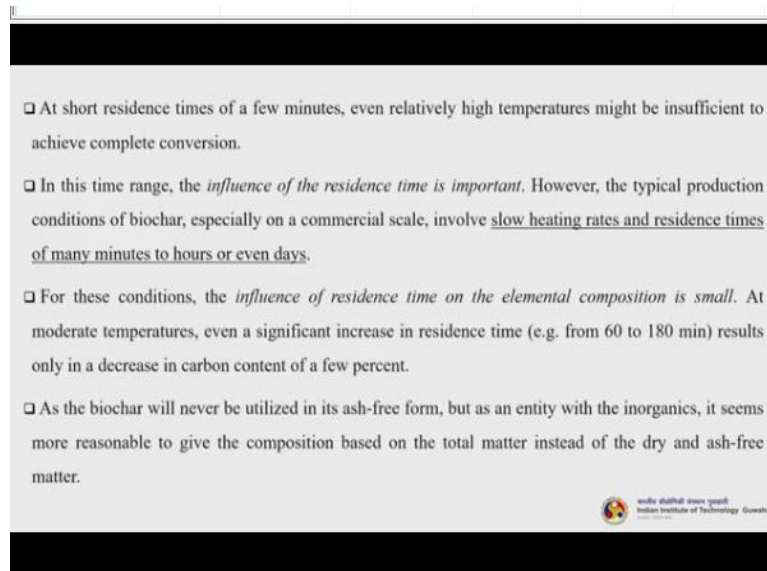 ❑ At short residence times of a few minutes, even relatively high temperatures might be insufficient to
achieve complete conversion.
❑ In this time range, the influence of the residence time is important. However, the typical production
conditions of biochar, especially on a commercial scale, involve slow heating rates and residence times
of many minutes to hours or even days.
❑ For these conditions, the influence of residence time on the elemental composition is small. At
moderate temperatures, even a significant increase in residence time (e.g. from 60 to 180 min) results
only in a decrease in carbon content of a few percent.
❑ As the biochar will never be utilized in its ash-free form, but as an entity with the inorganics, it seems
more reasonable to give the composition based on the total matter instead of the dry and ash-free
matter.
Indian Institute of Technology Guwah